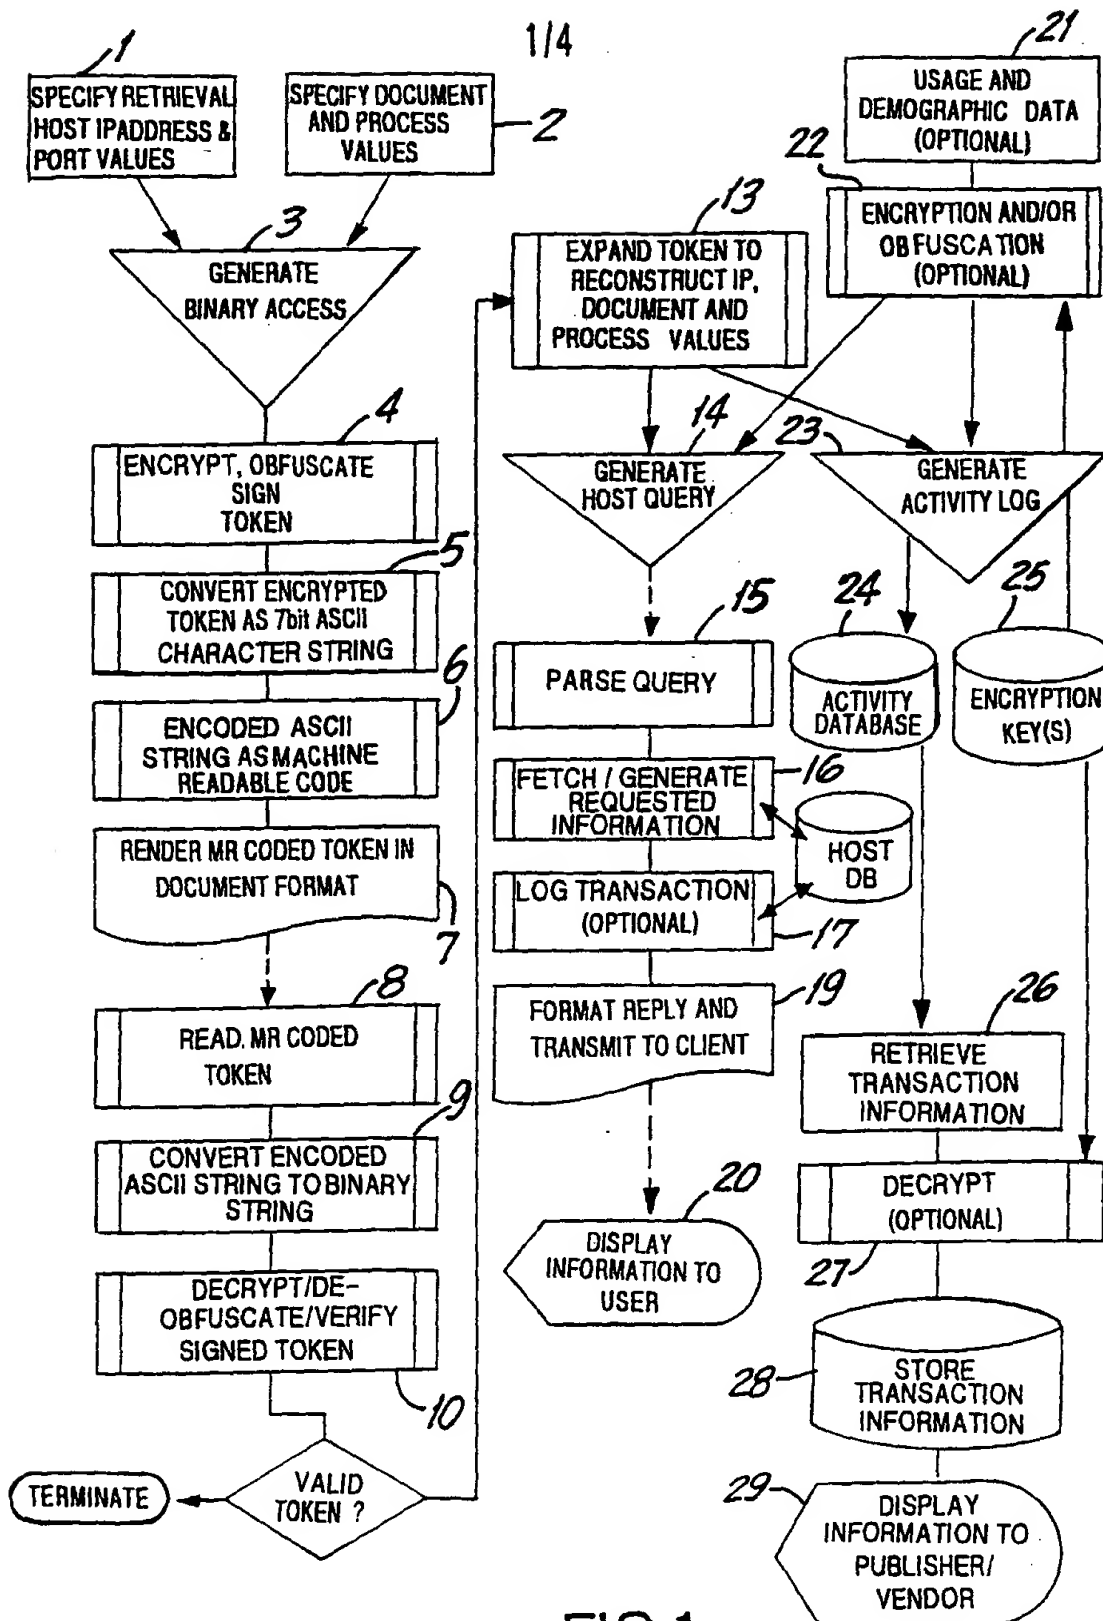 1/4
1
SPECIFY RETRIEVAL
HOST IPADDRESS &
PORT VALUES
SPECIFY DOCUMENT
AND PROCESS
VALUES
2
3
GENERATE
BINARY ACCESS
4
ENCRYPT, OBFUSCATE
SIGN
TOKEN
5
CONVERT ENCRYPTED
TOKEN AS 7bit ASCII
CHARACTER STRING
6
ENCODED ASCII
STRING AS MACHINE
READABLE CODE
RENDER MR CODED TOKEN IN
DOCUMENT FORMAT
7
8
READ. MR CODED
TOKEN
9
CONVERT ENCODED
ASCII STRING TO BINARY
STRING
DECRYPT/DE-
OBFUSCATE/VERIFY
SIGNED TOKEN
10
VALID
TOKEN ?
TERMINATE
13
EXPAND TOKEN TO
RECONSTRUCT IP,
DOCUMENT AND
PROCESS VALUES
14
GENERATE
HOST QUERY
15
PARSE QUERY
16
FETCH / GENERATE
REQUESTED
INFORMATION
HOST
DB
LOG TRANSACTION
(OPTIONAL)
17
19
FORMAT REPLY AND
TRANSMIT TO CLIENT
20
DISPLAY
INFORMATION TO
USER
21
USAGE AND
DEMOGRAPHIC DATA
(OPTIONAL)
22
ENCRYPTION AND/OR
OBFUSCATION
(OPTIONAL)
23
GENERATE
ACTIVITY LOG
24
ACTIVITY
DATABASE
25
ENCRYPTION
KEY(S)
26
RETRIEVE
TRANSACTION
INFORMATION
DECRYPT
(OPTIONAL)
27
28
STORE
TRANSACTION
INFORMATION
29
DISPLAY
INFORMATION TO
PUBLISHER/
VENDOR
FIG.1